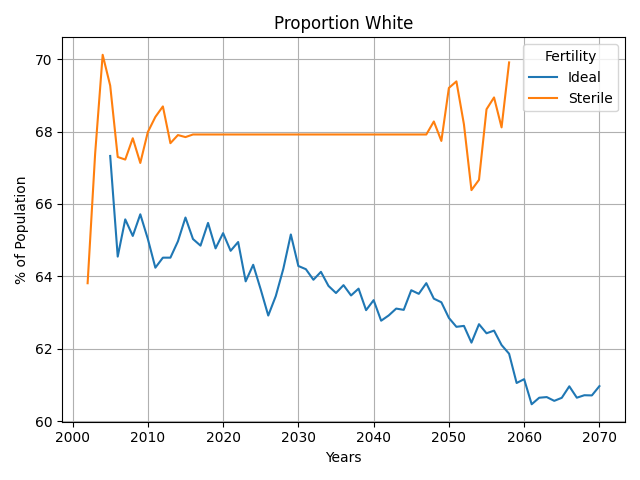 Proportion White
Fertility
Ideal
Sterile
% of Population
70
68
66
64
62
60
2000 2010 2020 2030 2040 2050 2060 2070
Years